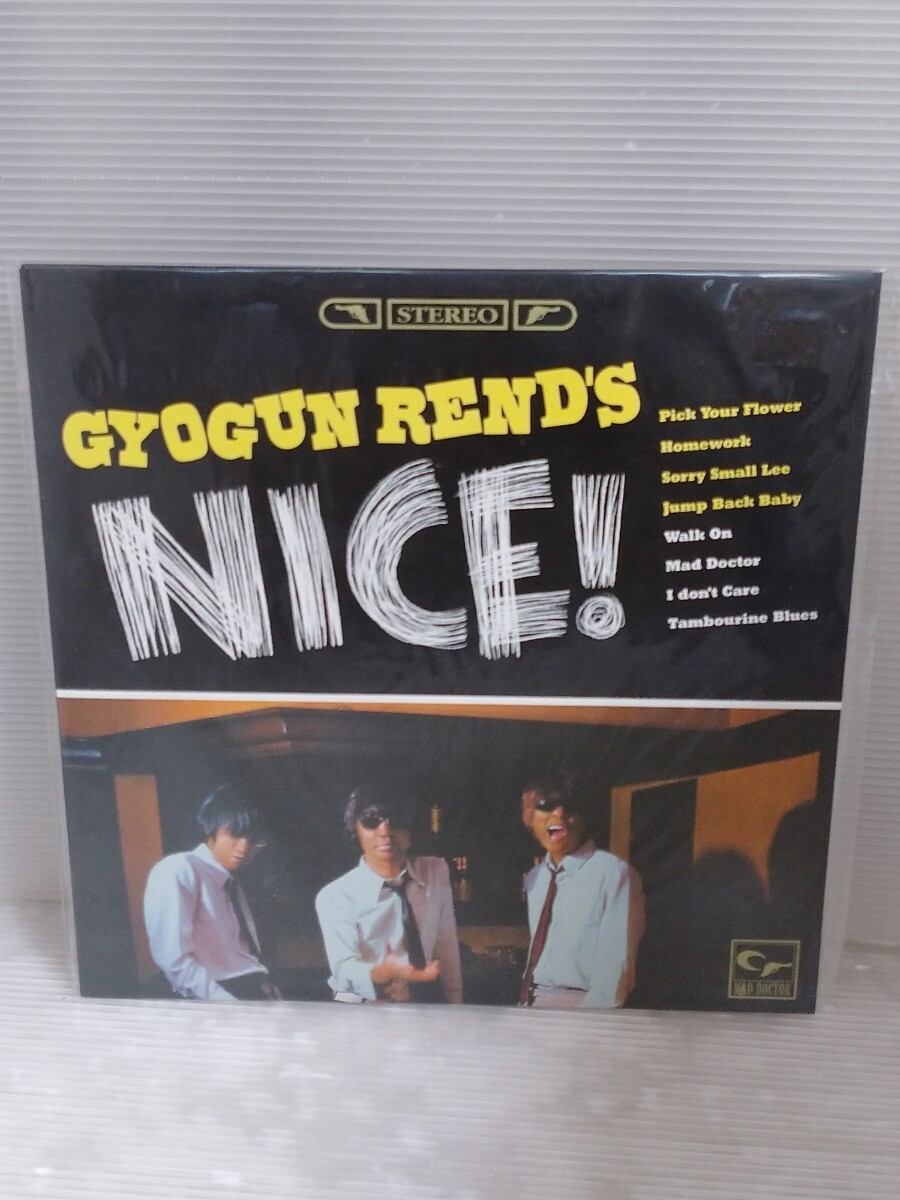 STEREO
GYOGUN REND'S
NICE!
Pick Your Flower
Homework
Sorry Small Lee
Jump Back Baby
Walk On
Mad Doctor
I don't Care
Tambourine Blues
MAD DOCTOR